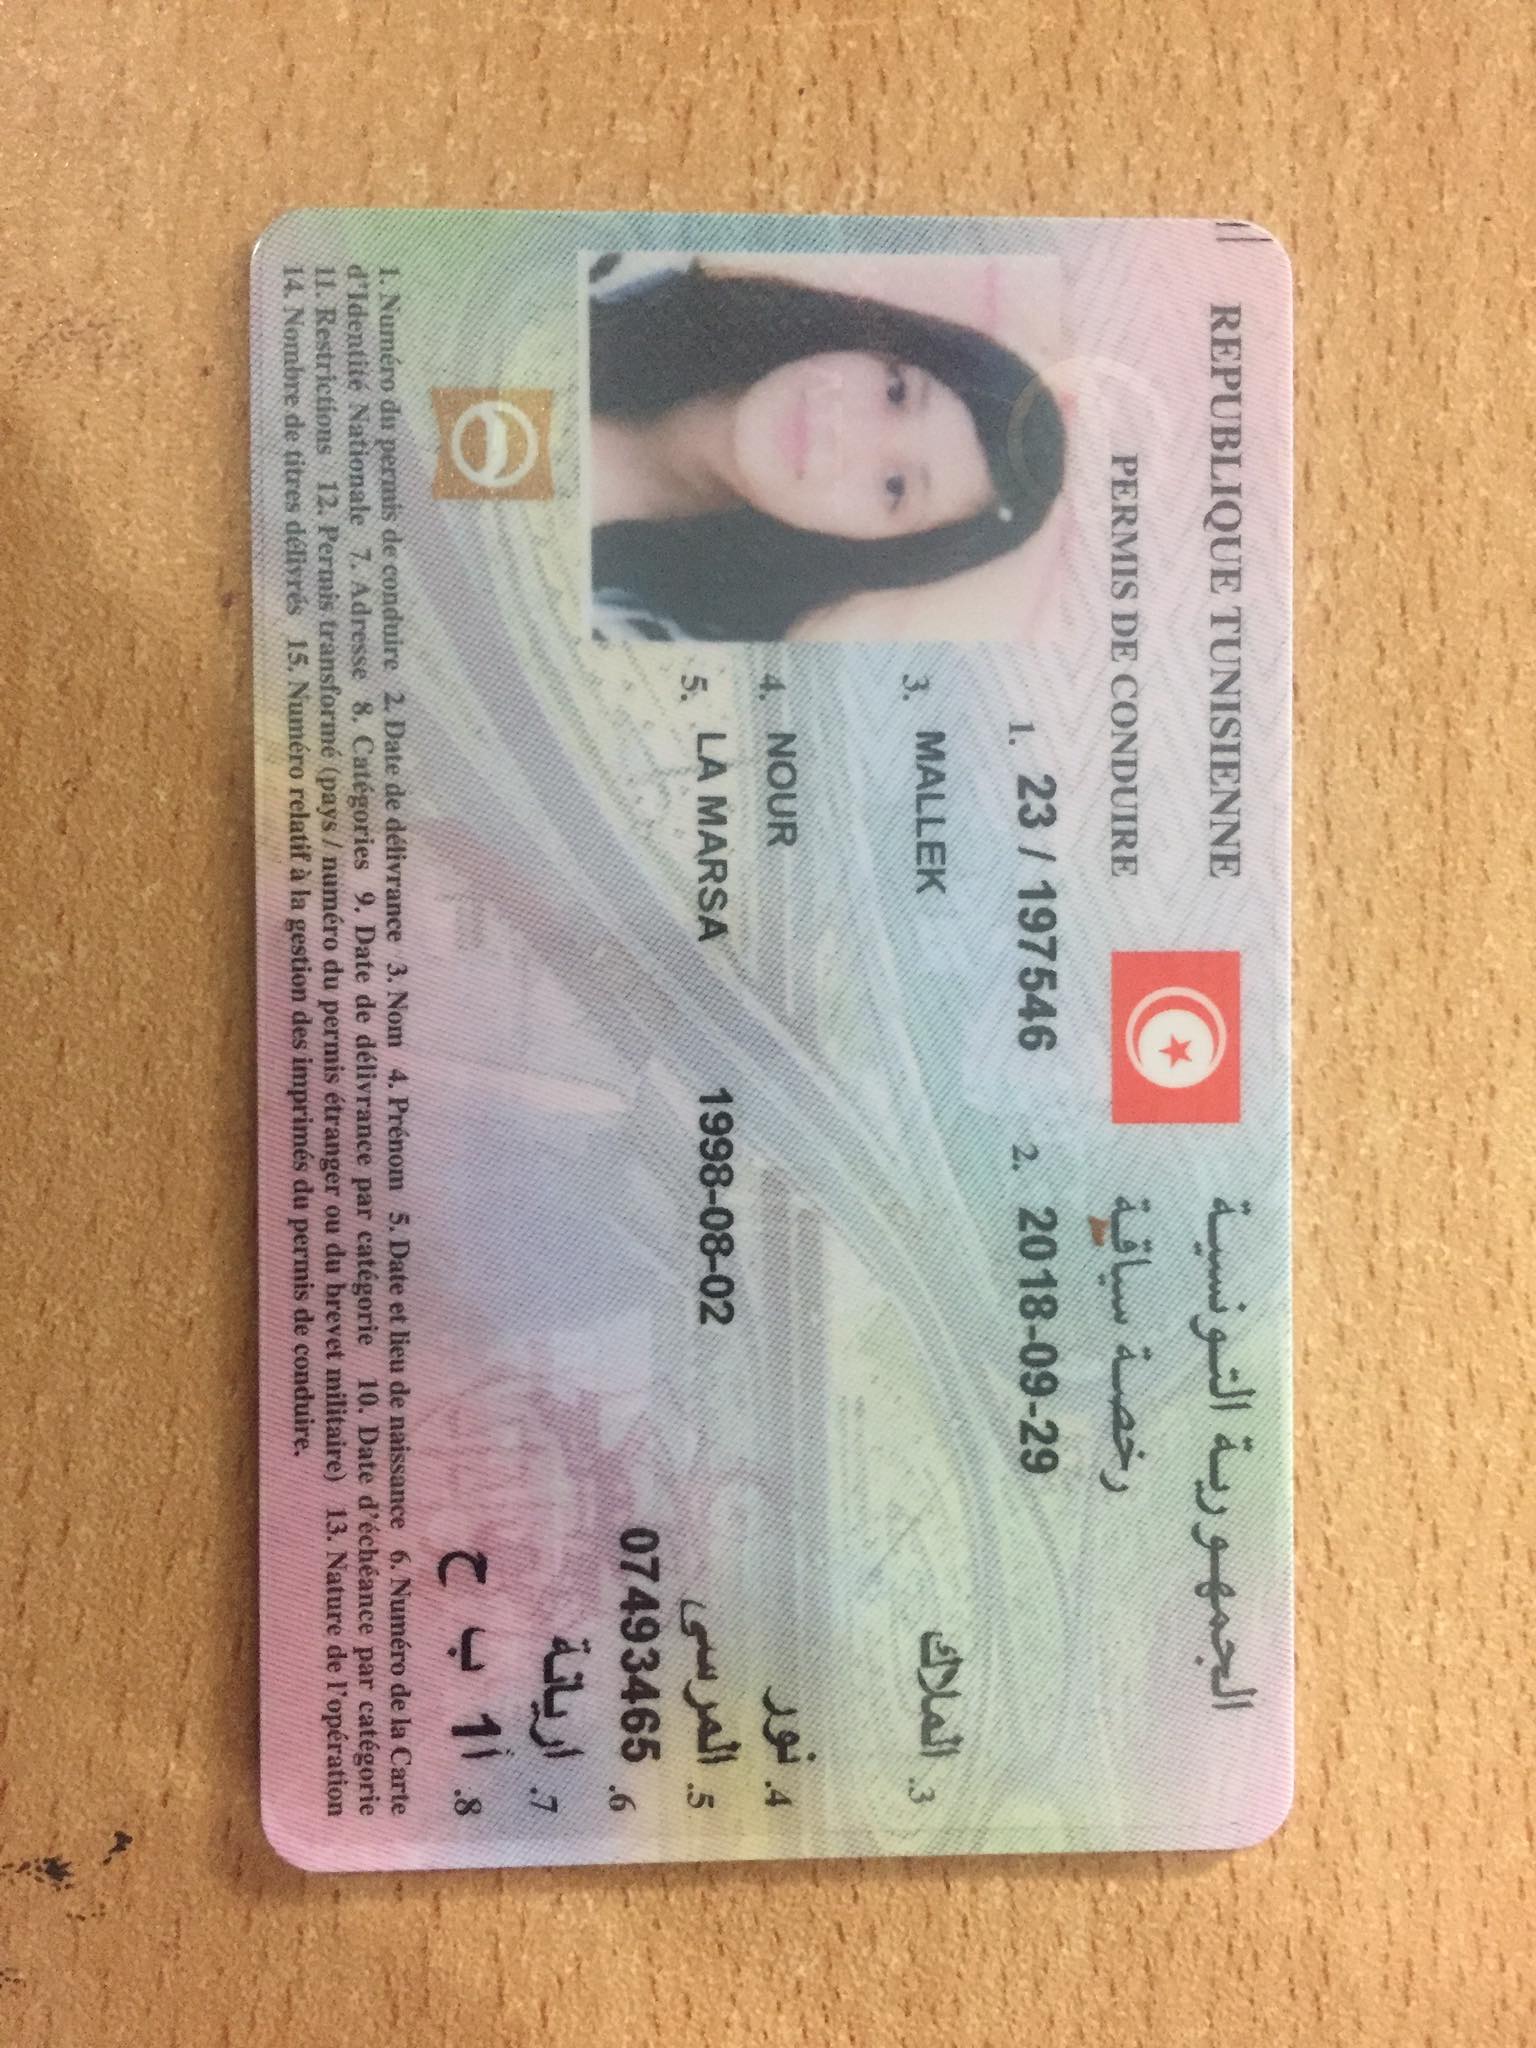 REPUBLIQUE TUNISIENNE الجمهورية التونسية
PERMIS DE CONDUIRE رخصة سياقة
1. 23 / 197546 2. 2018-09-29
3. MALLEK الملاك .3
4. NOUR نور .4
5. LA MARSA 1998-08-02 المرسى .5
07493465 .6
اريانة .7
أ1 ب ح .8
1. Numéro du permis de conduire 2. Date de délivrance 3. Nom 4. Prénom 5. Date et lieu de naissance 6. Numéro de la Carte
d'Identité Nationale 7. Adresse 8. Catégories 9. Date de délivrance par catégorie 10. Date d'échéance par catégorie
11. Restrictions 12. Permis transformé (pays / numéro du permis étranger ou du brevet militaire) 13. Nature de l'opération
14. Nombre de titres délivrés 15. Numéro relatif à la gestion des imprimés du permis de conduire.